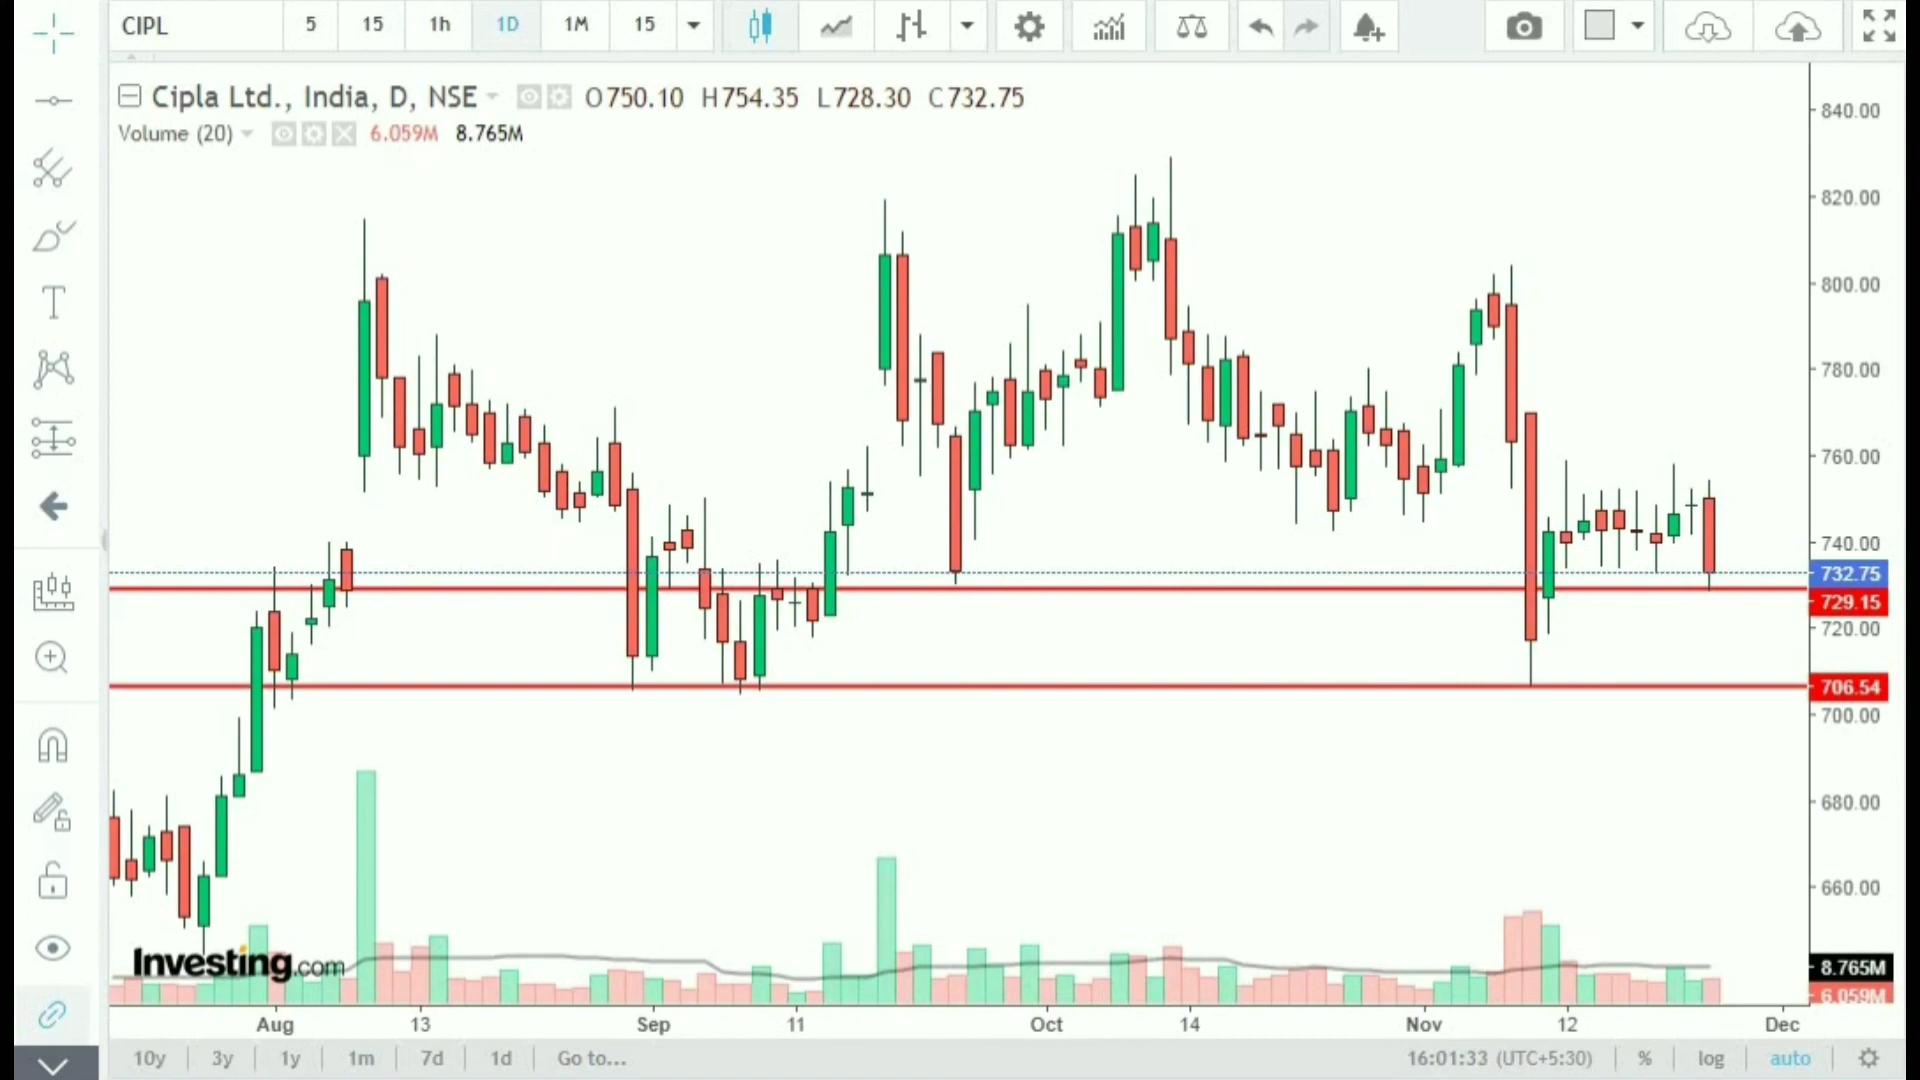 CIPL 5 15 1h 1D 1M 15
Cipla Ltd., India, D, NSE O750.10 H754.35 L728.30 C732.75
Volume (20) 6.059M 8.765M
840.00
820.00
800.00
780.00
760.00
740.00
732.75
729.15
720.00
706.54
700.00
680.00
660.00
Investing.com
8.765M
6.059M
Aug 13 Sep 11 Oct 14 Nov 12 Dec
10y 3y 1y 1m 7d 1d Go to... 16:01:33 (UTC+5:30) % log auto